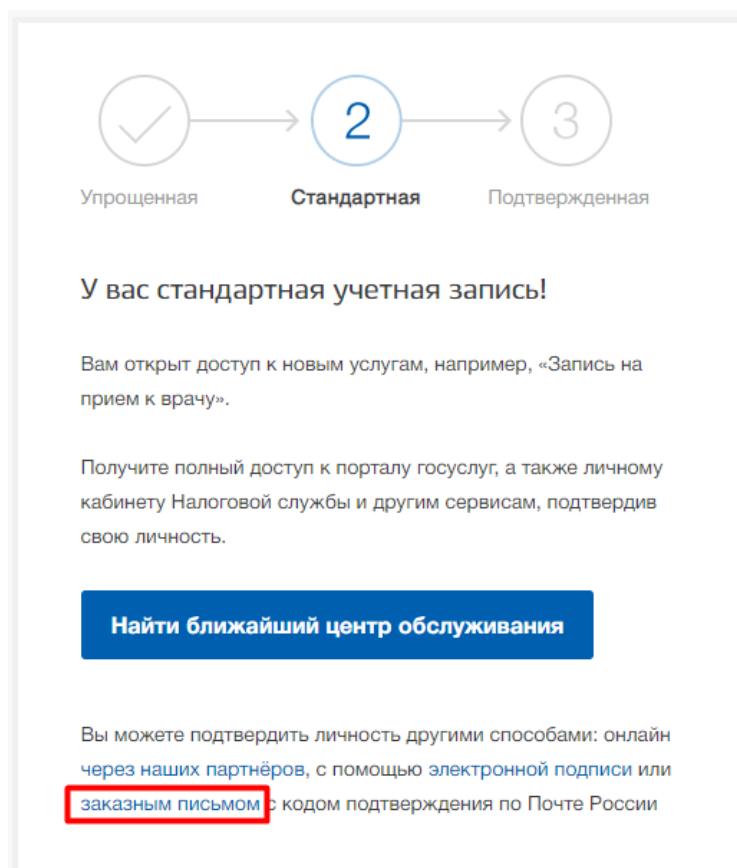 2
3
Упрощенная
Стандартная
Подтвержденная
У вас стандартная учетная запись!
Вам открыт доступ к новым услугам, например, «Запись на
прием к врачу».
Получите полный доступ к порталу госуслуг, а также личному
кабинету Налоговой службы и другим сервисам, подтвердив
свою личность.
Найти ближайший центр обслуживания
Вы можете подтвердить личность другими способами: онлайн
через наших партнёров, с помощью электронной подписи или
заказным письмом с кодом подтверждения по Почте России